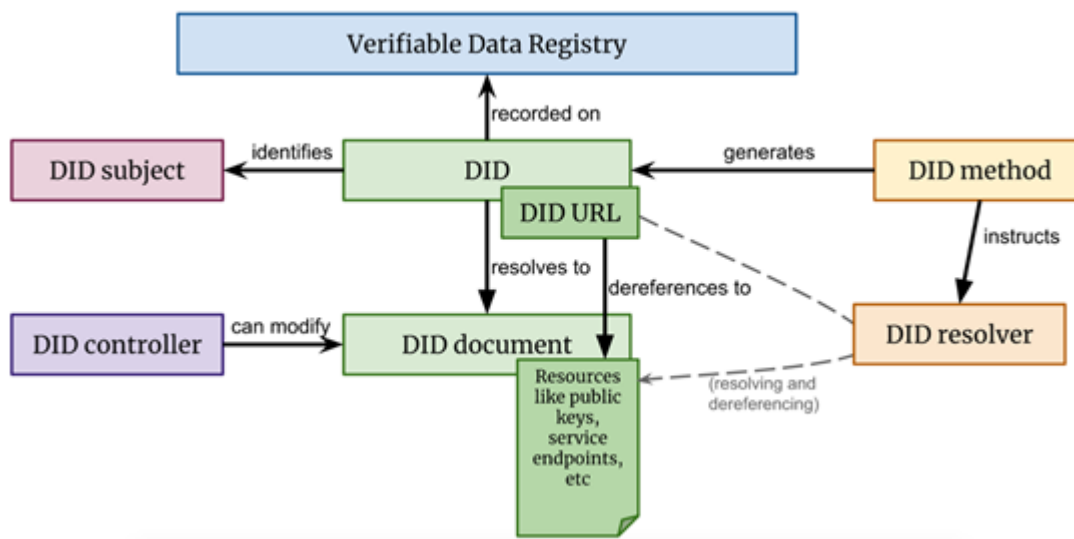 Verifiable Data Registry
recorded on
DID subject
identifies
DID
generates
DID method
DID URL
instructs
resolves to
dereferences to
DID controller
can modify
DID document
DID resolver
Resources
like public
keys,
service
endpoints,
etc
(resolving and
dereferencing)